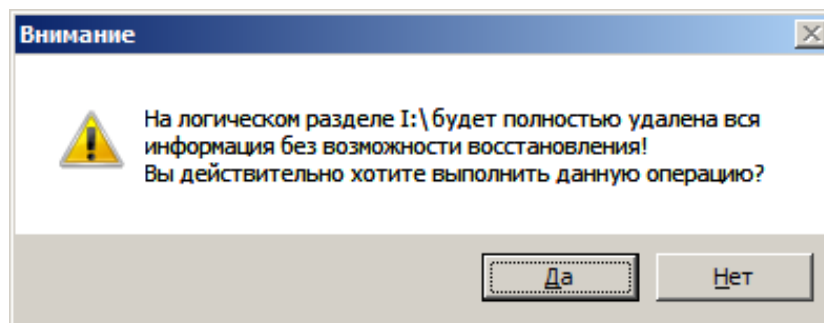 Внимание
На логическом разделе I:\ будет полностью удалена вся
информация без возможности восстановления!
Вы действительно хотите выполнить данную операцию?
Да
Нет